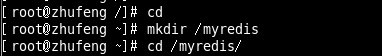 [root@zhufeng /]# cd
[root@zhufeng ~]# mkdir /myredis
[root@zhufeng ~]# cd /myredis/